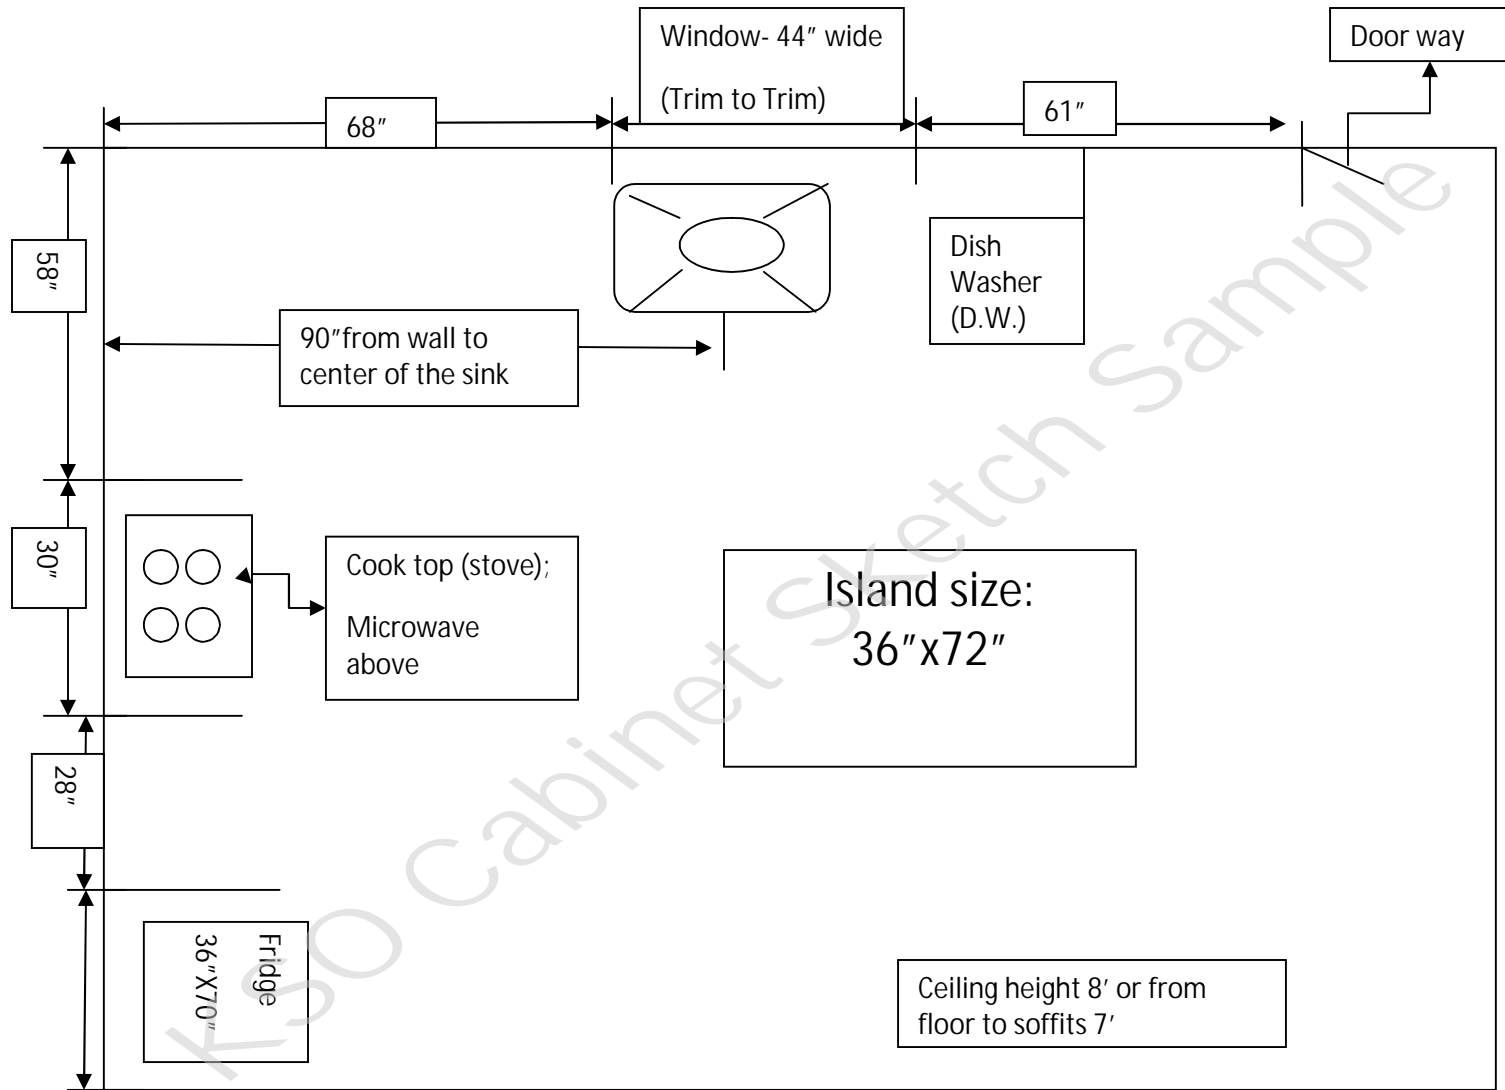 Window- 44" wide
(Trim to Trim)
Door way
68"
61"
58"
Dish
Washer
(D.W.)
90"from wall to
center of the sink
30"
Cook top (stove);
Microwave
above
Island size:
36"x72"
28"
Fridge
36"X70"
Ceiling height 8' or from
floor to soffits 7'
KSO Cabinet Sketch Sample